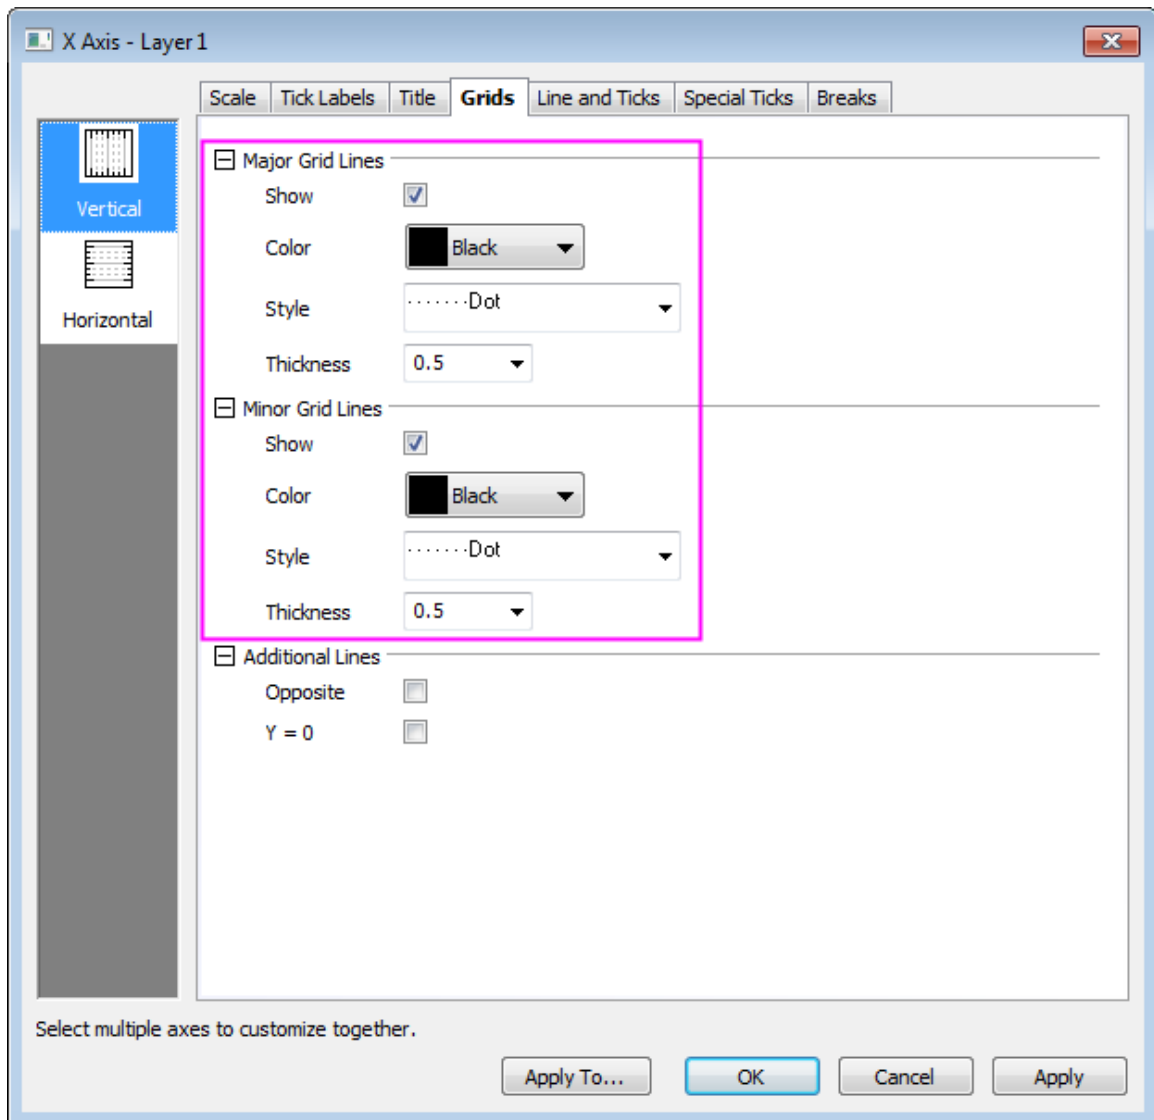 X Axis - Layer 1
Scale Tick Labels Title Grids Line and Ticks Special Ticks Breaks
Vertical
Horizontal
Major Grid Lines
Show
Color Black
Style Dot
Thickness 0.5
Minor Grid Lines
Show
Color Black
Style Dot
Thickness 0.5
Additional Lines
Opposite
Y = 0
Select multiple axes to customize together.
Apply To... OK Cancel Apply